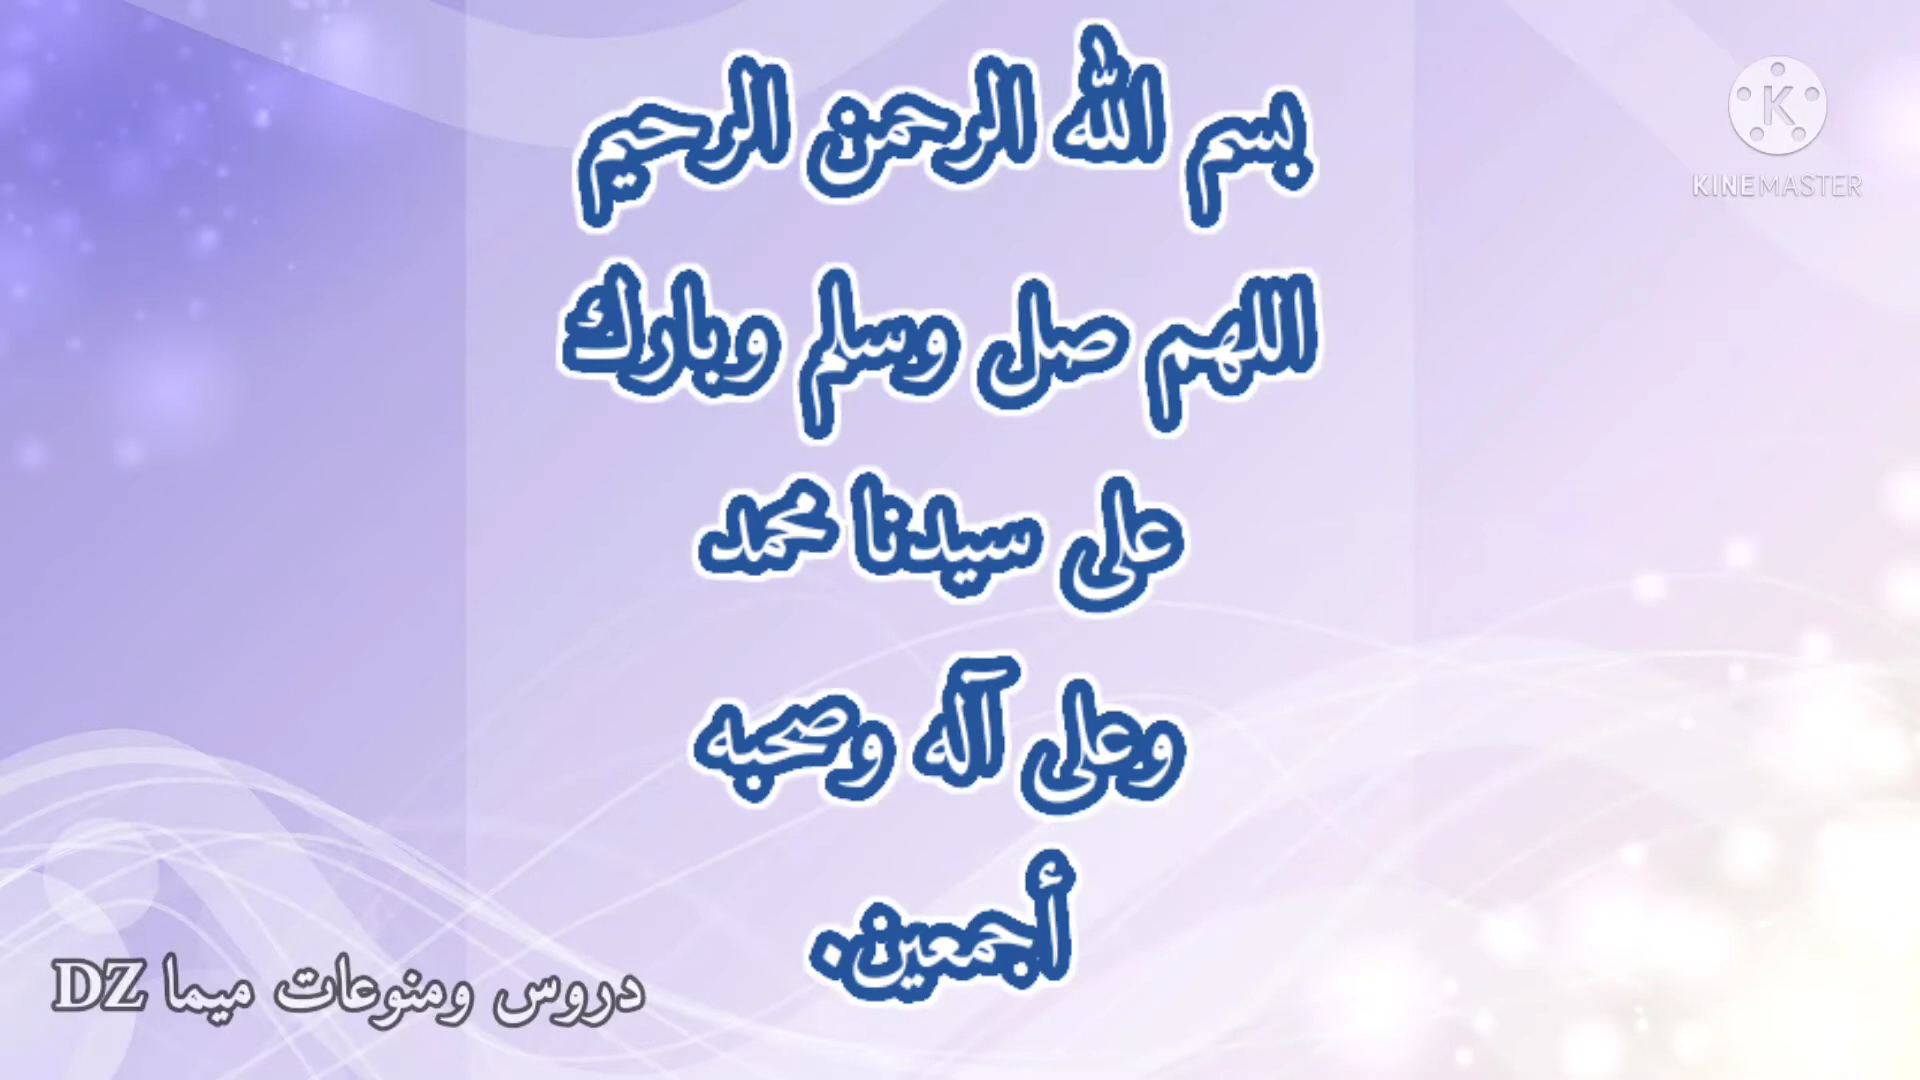 بسم الله الرحمن الرحيم
اللهم صل وسلم وبارك
على سيدنا محمد
وعلى آله وصحبه
أجمعين.
دروس ومنوعات ميما DZ
K
KINEMASTER